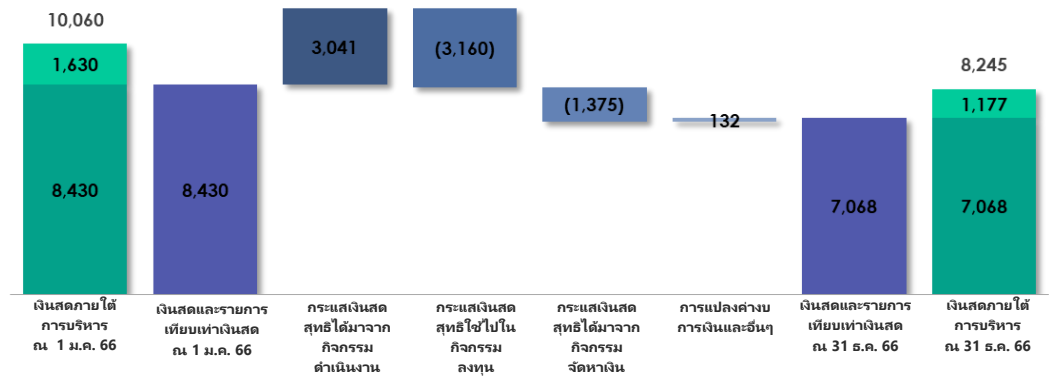 10,060
1,630
8,430
8,430
3,041
(3,160)
(1,375)
132
7,068
8,245
1,177
7,068
เงินสดภายใต้
การบริหาร
ณ 1 ม.ค. 66
เงินสดและรายการ
เทียบเท่าเงินสด
ณ 1 ม.ค. 66
กระแสเงินสด
สุทธิได้มาจาก
กิจกรรม
ดำเนินงาน
กระแสเงินสด
สุทธิใช้ไปใน
กิจกรรม
ลงทุน
กระแสเงินสด
สุทธิได้มาจาก
กิจกรรม
จัดหาเงิน
การแปลงค่างบ
การเงินและอื่นๆ
เงินสดและรายการ
เทียบเท่าเงินสด
ณ 31 ธ.ค. 66
เงินสดภายใต้
การบริหาร
ณ 31 ธ.ค. 66